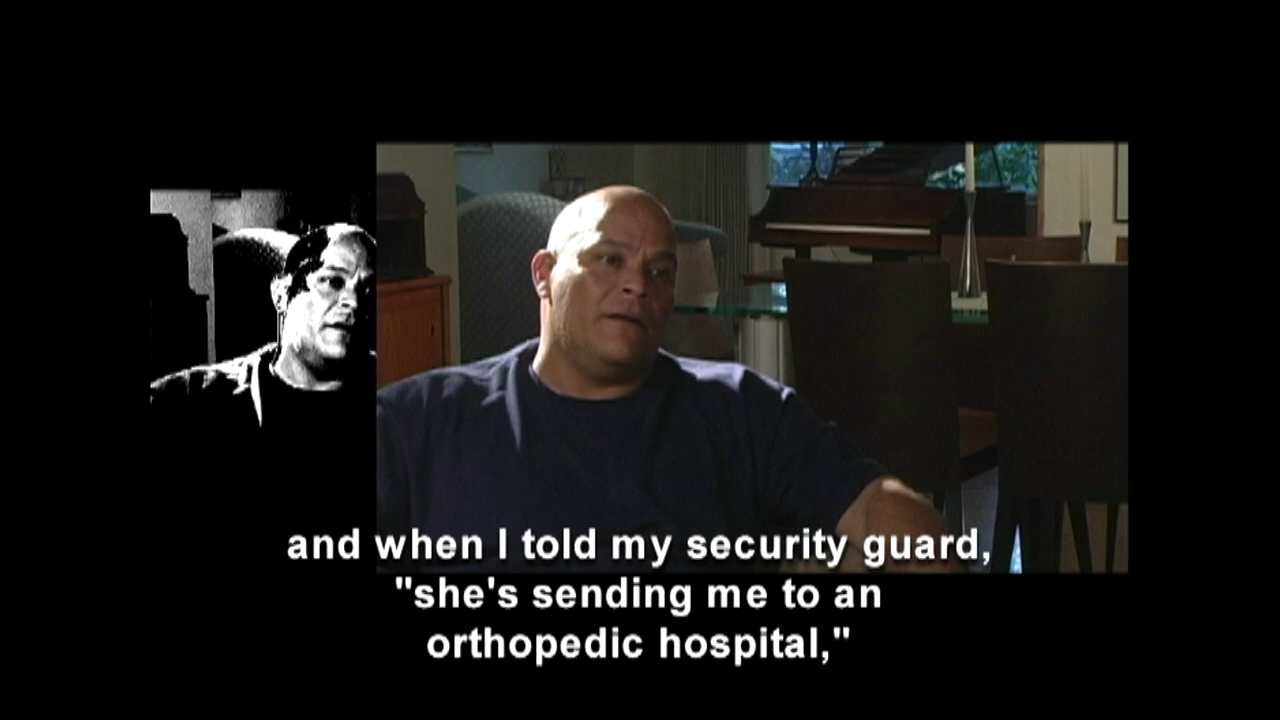 and when I told my security guard,
"she's sending me to an
orthopedic hospital,"